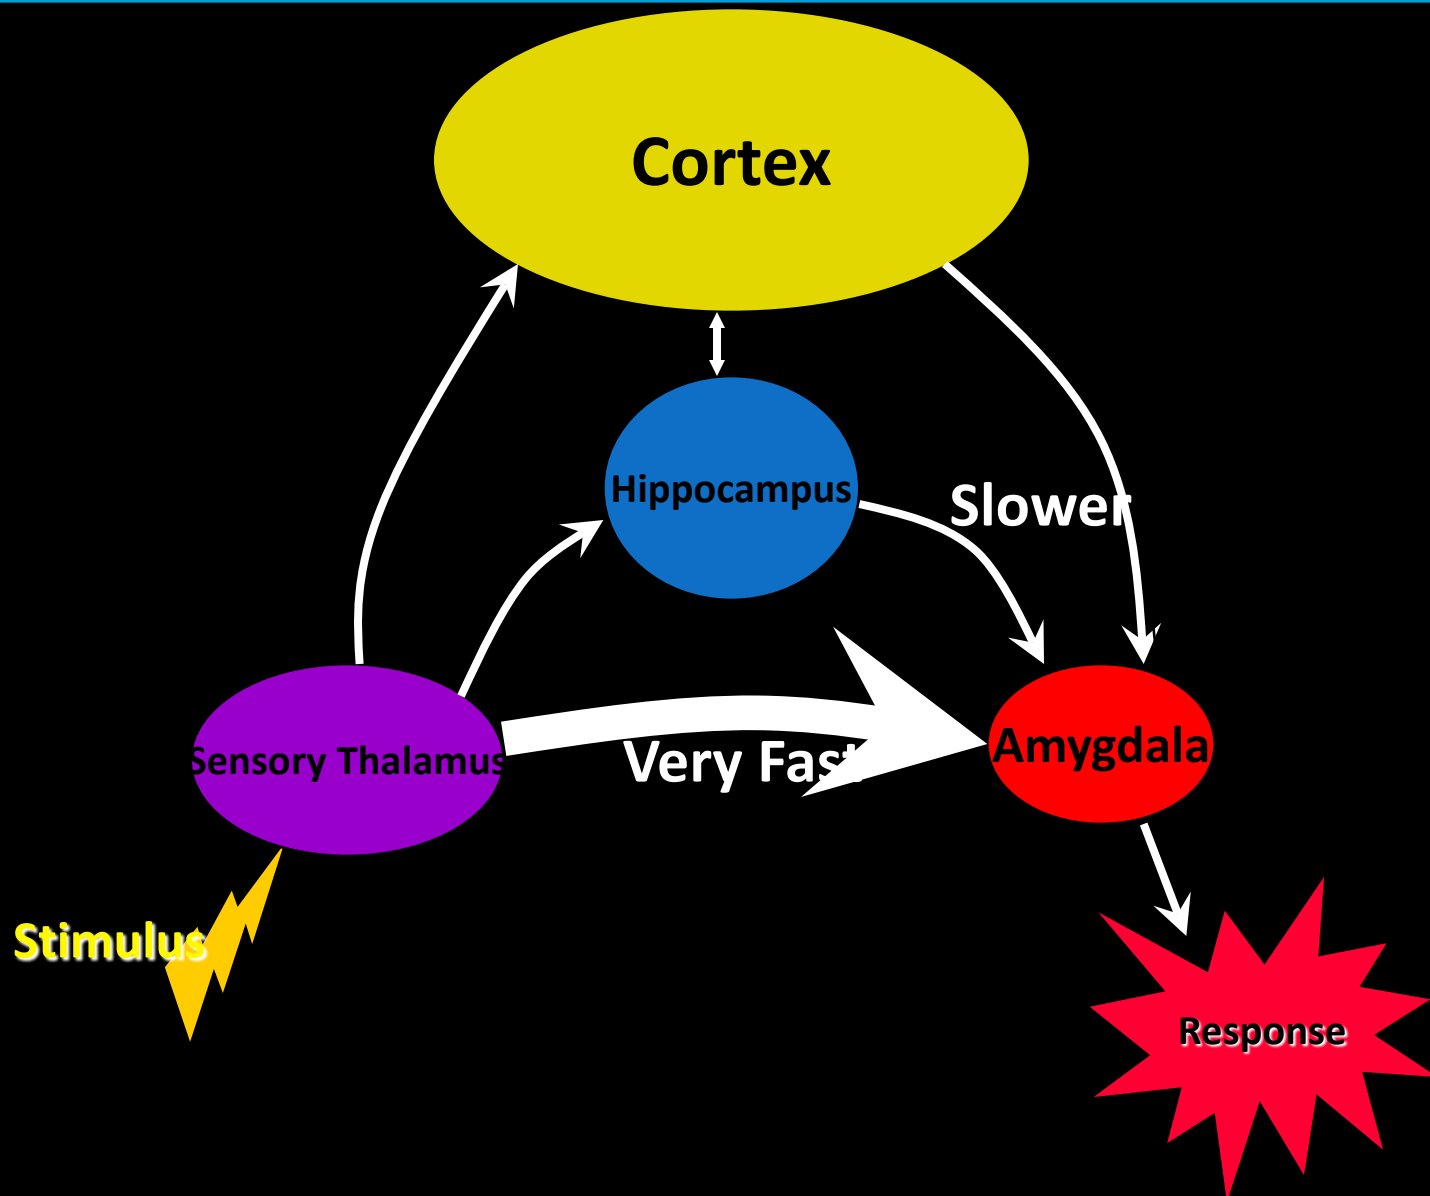 Cortex
Hippocampus
Slower
Sensory Thalamus
Very Fast
Amygdala
Stimulus
Response